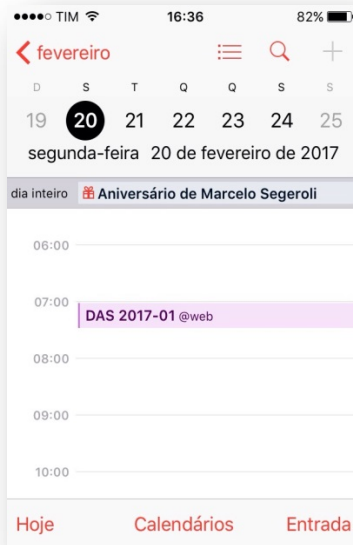 TIM 16:36 82%
fevereiro
D S T Q Q S S
19 20 21 22 23 24 25
segunda-feira 20 de fevereiro de 2017
dia inteiro Aniversário de Marcelo Segeroli
06:00
07:00
DAS 2017-01 @web
08:00
09:00
10:00
Hoje Calendários Entrada